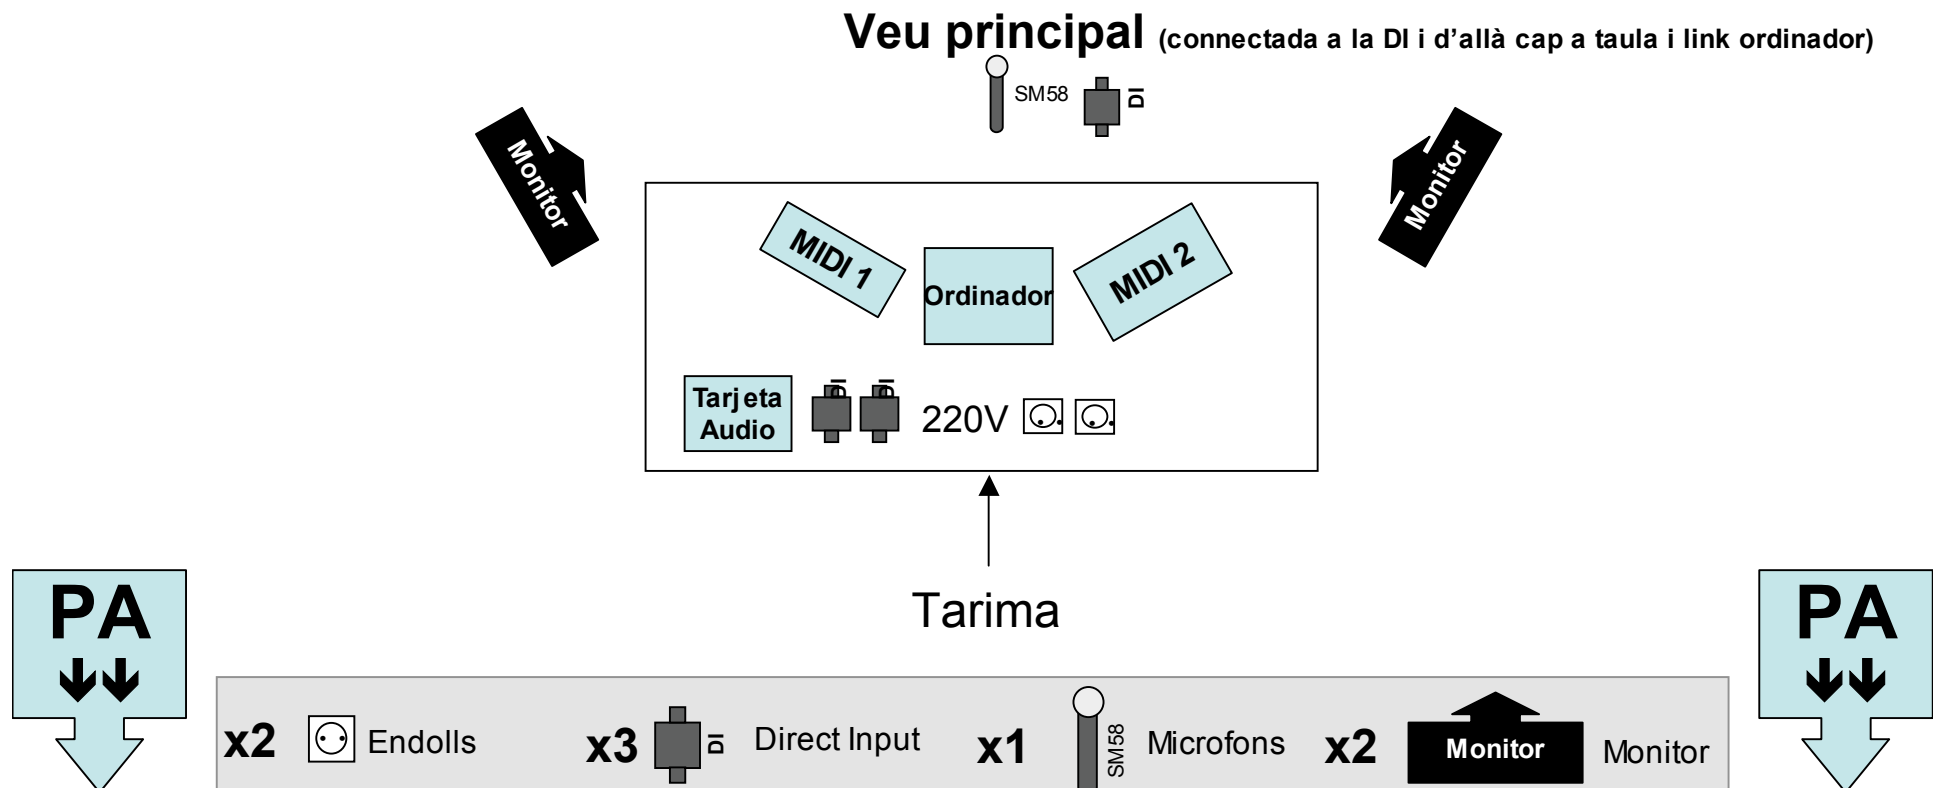 Veu principal (connectada a la DI i d'allà cap a taula i link ordinador)
SM58
DI
Monitor
Monitor
MIDI 1
Ordinador
MIDI 2
Tarjeta
Audio
DI
DI
220V
Tarima
PA
PA
x2 Endolls
x3 DI Direct Input
x1 SM58 Microfons
x2 Monitor Monitor